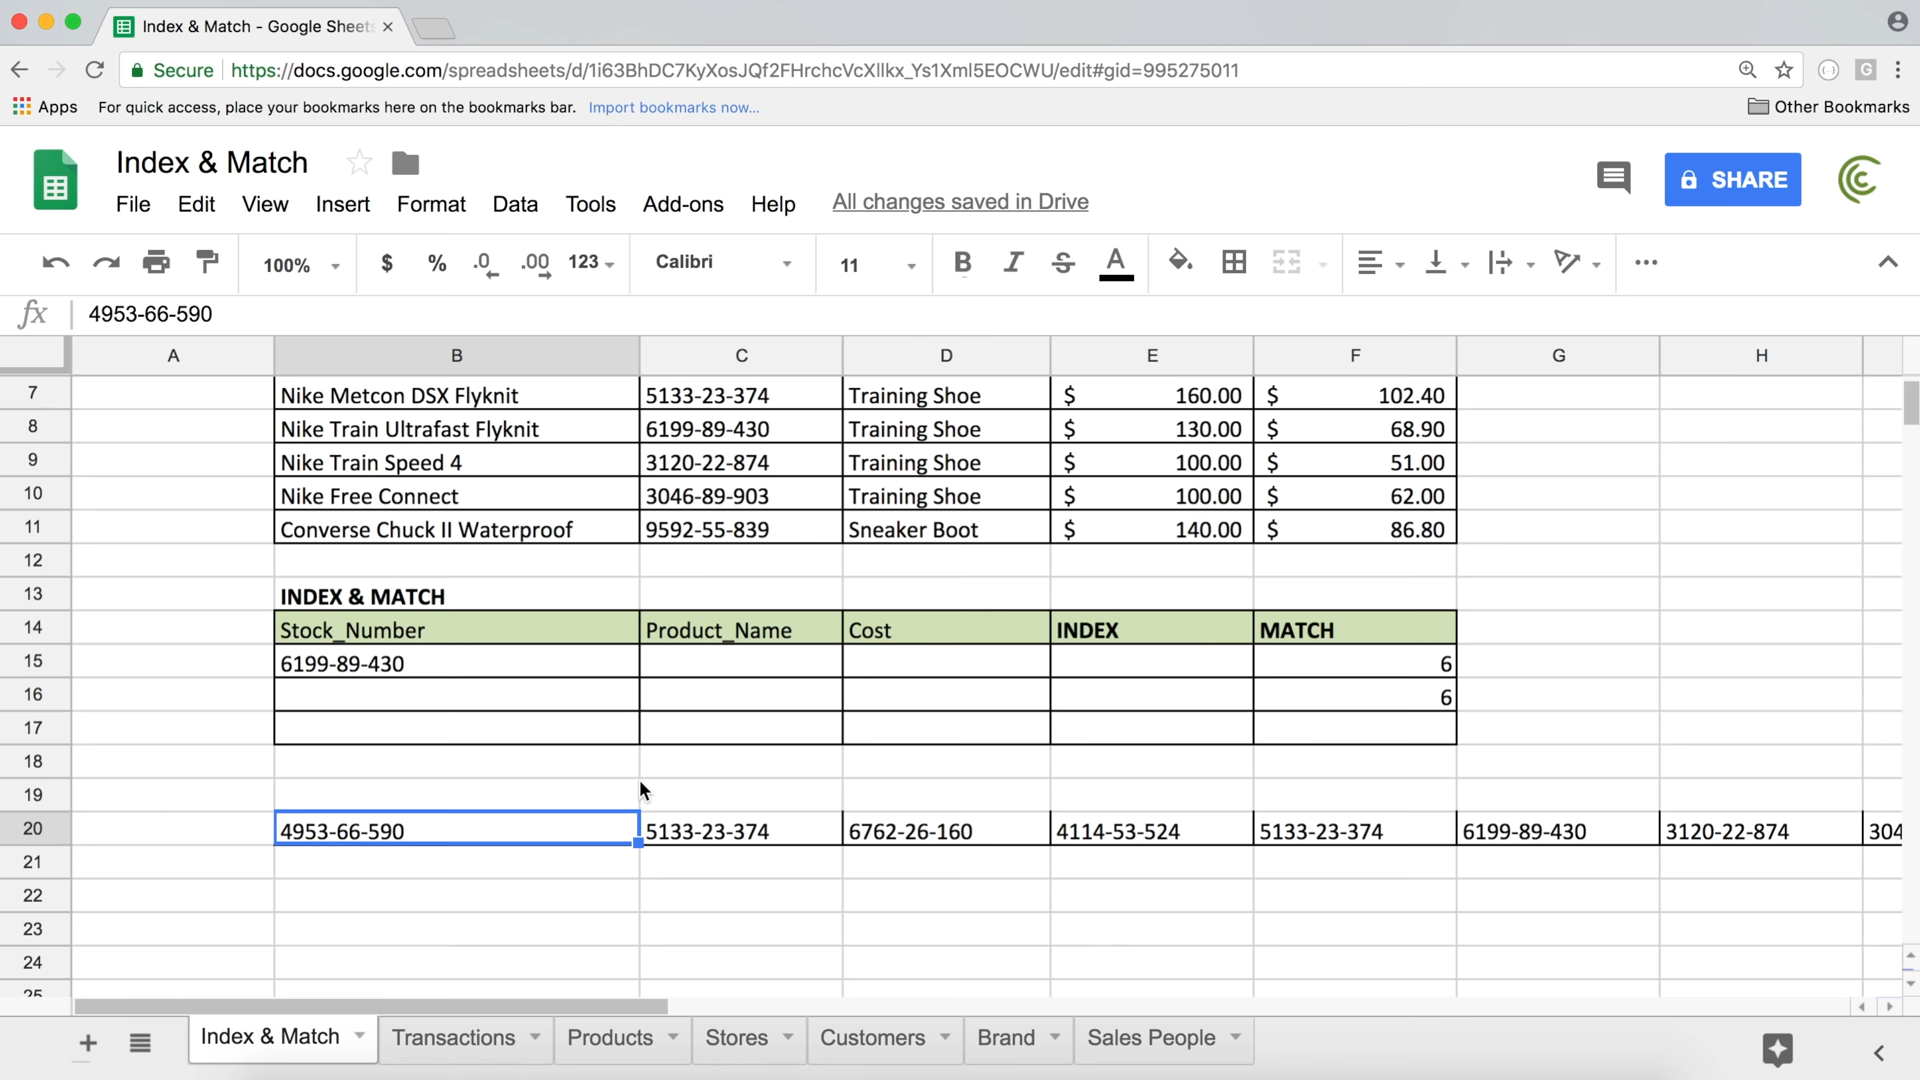 Index & Match - Google Sheets
Secure https://docs.google.com/spreadsheets/d/1i63BhDC7KyXosJQf2FHrchcVcXIlkx_Ys1Xml5EOCWU/edit#gid=995275011
Apps For quick access, place your bookmarks here on the bookmarks bar. Import bookmarks now... Other Bookmarks
Index & Match
SHARE
File Edit View Insert Format Data Tools Add-ons Help All changes saved in Drive
100% $ % .0 .00 123 Calibri 11 B I S A
fx 4953-66-590
A B C D E F G H
7 Nike Metcon DSX Flyknit 5133-23-374 Training Shoe $ 160.00 $ 102.40
8 Nike Train Ultrafast Flyknit 6199-89-430 Training Shoe $ 130.00 $ 68.90
9 Nike Train Speed 4 3120-22-874 Training Shoe $ 100.00 $ 51.00
10 Nike Free Connect 3046-89-903 Training Shoe $ 100.00 $ 62.00
11 Converse Chuck II Waterproof 9592-55-839 Sneaker Boot $ 140.00 $ 86.80
12
13 INDEX & MATCH
14 Stock_Number Product_Name Cost INDEX MATCH
15 6199-89-430 6
16 6
17
18
19
20 4953-66-590 5133-23-374 6762-26-160 4114-53-524 5133-23-374 6199-89-430 3120-22-874 304
21
22
23
24
25
Index & Match Transactions Products Stores Customers Brand Sales People